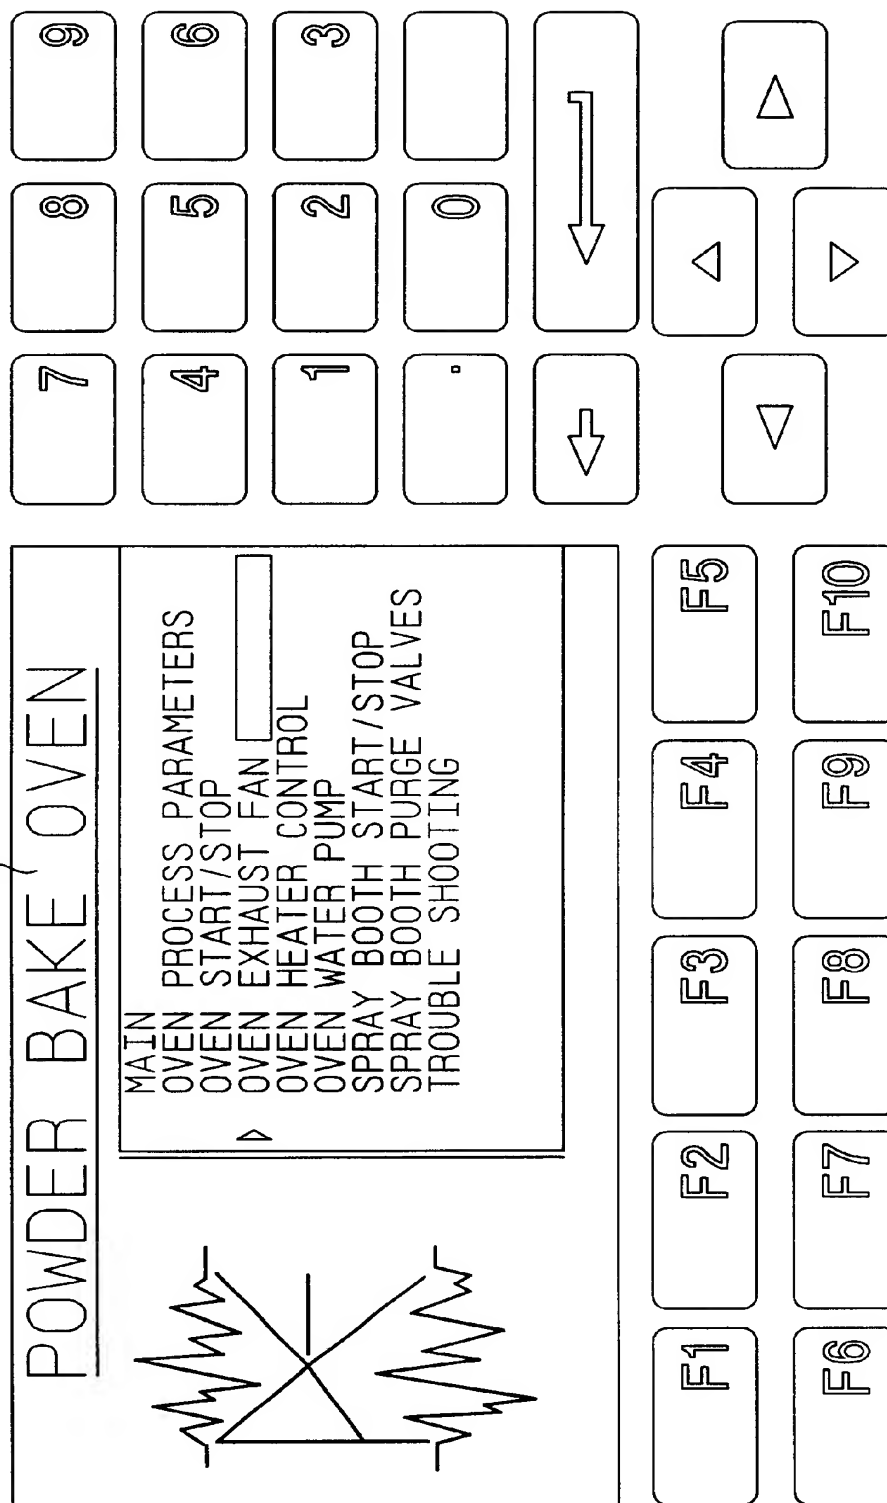 POWDER BAKE OVEN
MAIN
OVEN PROCESS PARAMETERS
OVEN START/STOP
OVEN EXHAUST FAN
OVEN HEATER CONTROL
OVEN WATER PUMP
SPRAY BOOTH START/STOP
SPRAY BOOTH PURGE VALVES
TROUBLE SHOOTING
7 8 9
4 5 6
1 2 3
. 0
F1 F2 F3 F4 F5
F6 F7 F8 F9 F10